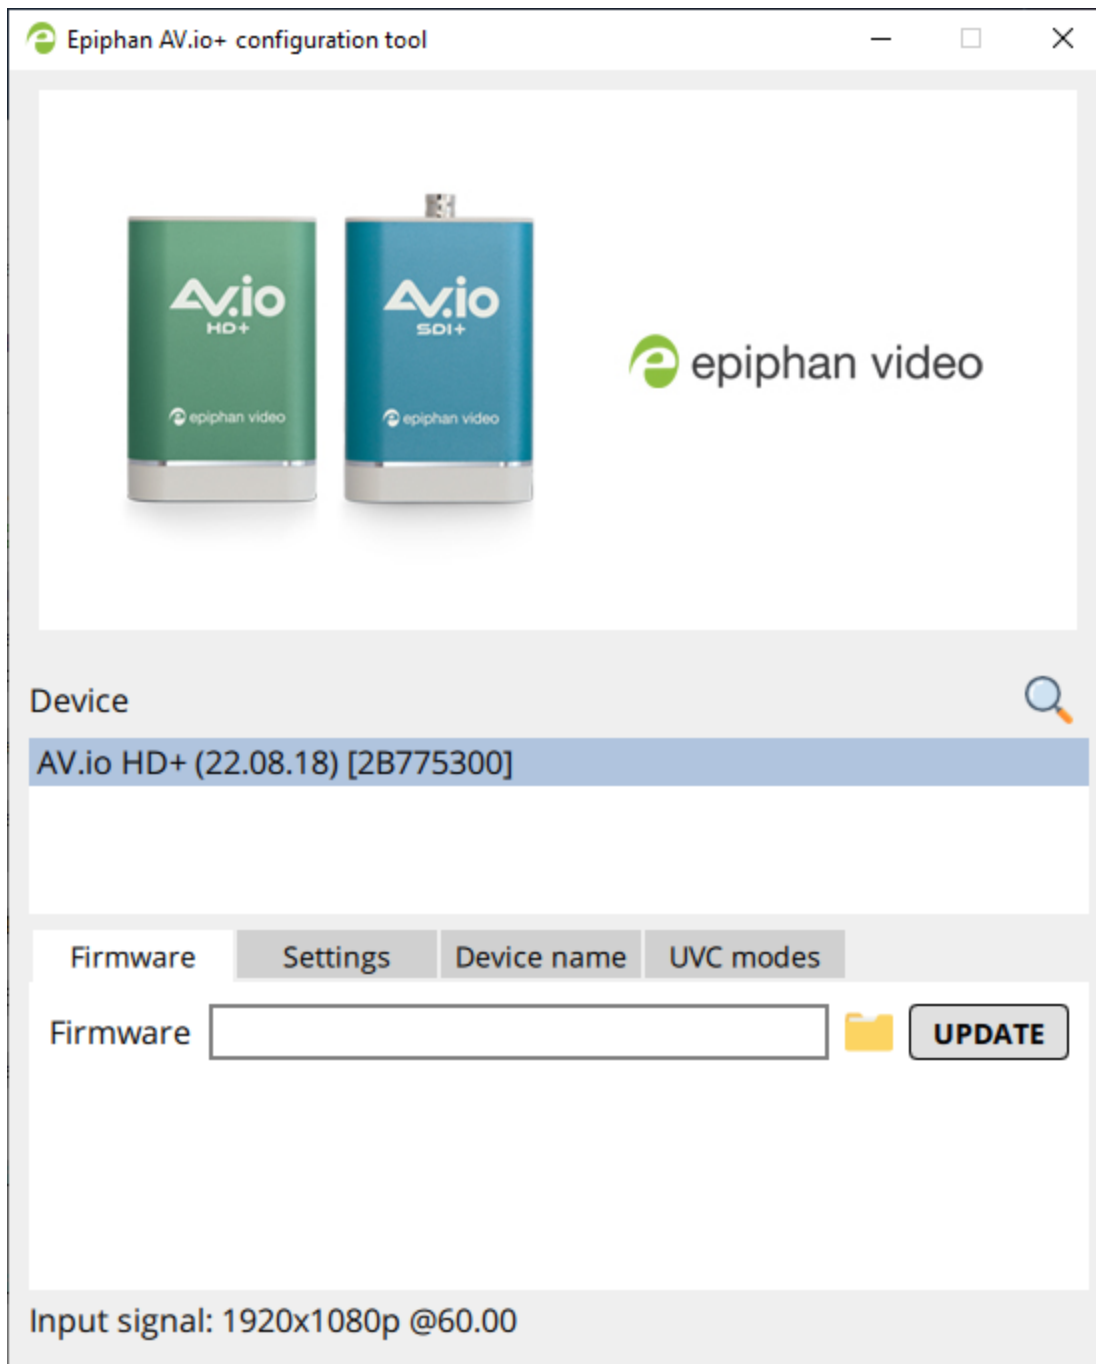 Epiphan AV.io+ configuration tool
AV.io
HD+
epiphan video
AV.io
SDI+
epiphan video
epiphan video
Device
AV.io HD+ (22.08.18) [2B775300]
Firmware Settings Device name UVC modes
Firmware UPDATE
Input signal: 1920x1080p @60.00